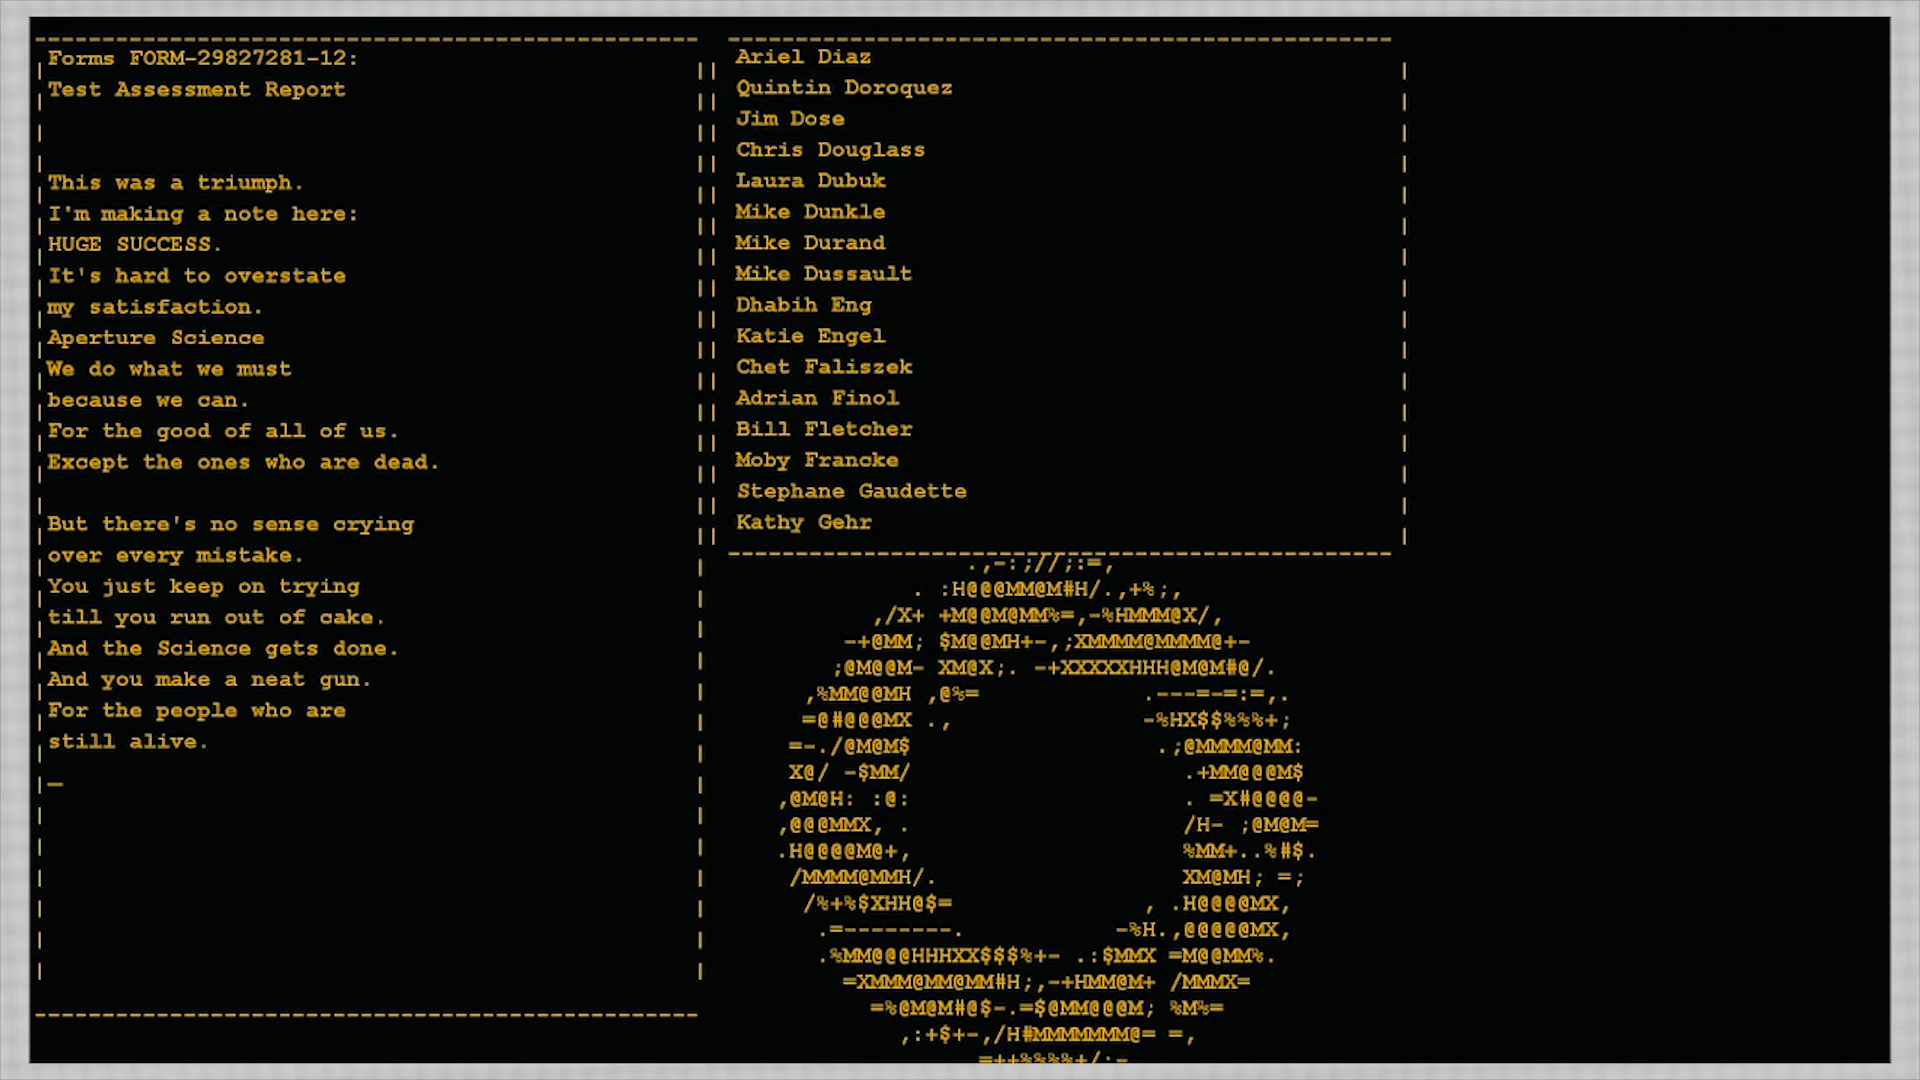 Forms FORM-29827281-12:
Test Assessment Report
This was a triumph.
I'm making a note here:
HUGE SUCCESS.
It's hard to overstate
my satisfaction.
Aperture Science
We do what we must
because we can.
For the good of all of us.
Except the ones who are dead.
But there's no sense crying
over every mistake.
You just keep on trying
till you run out of cake.
And the Science gets done.
And you make a neat gun.
For the people who are
still alive.
Ariel Diaz
Quintin Doroquez
Jim Dose
Chris Douglass
Laura Dubuk
Mike Dunkle
Mike Durand
Mike Dussault
Dhabih Eng
Katie Engel
Chet Faliszek
Adrian Finol
Bill Fletcher
Moby Francke
Stephane Gaudette
Kathy Gehr